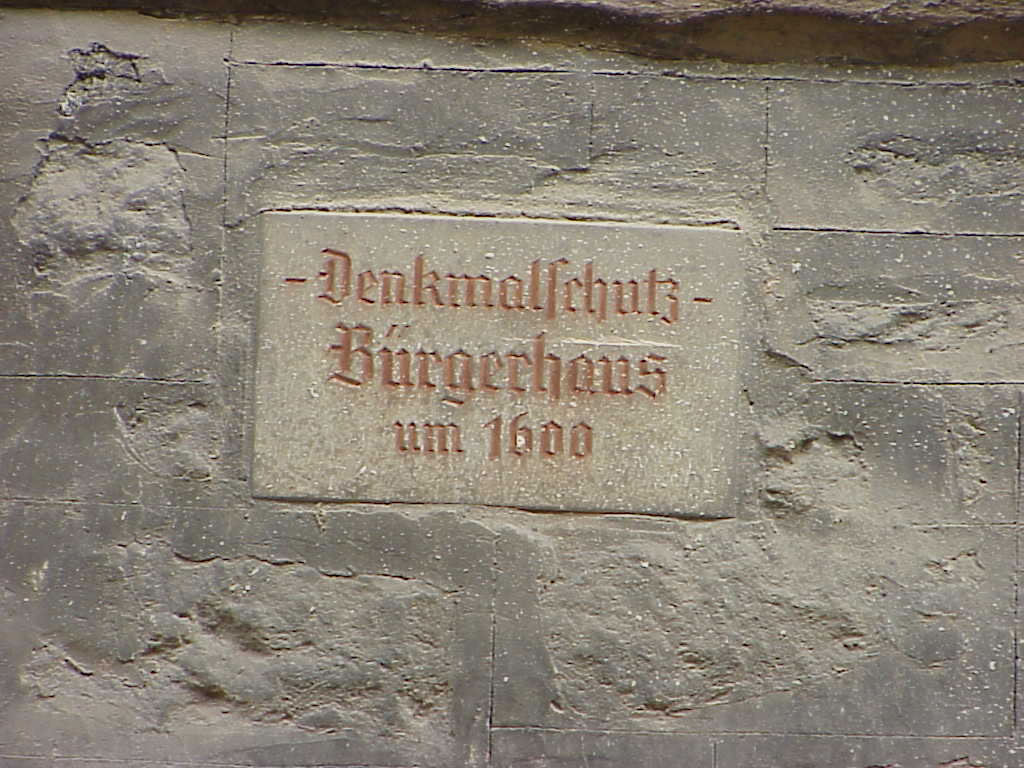 - Denkmalschutz -
Bürgerhaus
um 1600